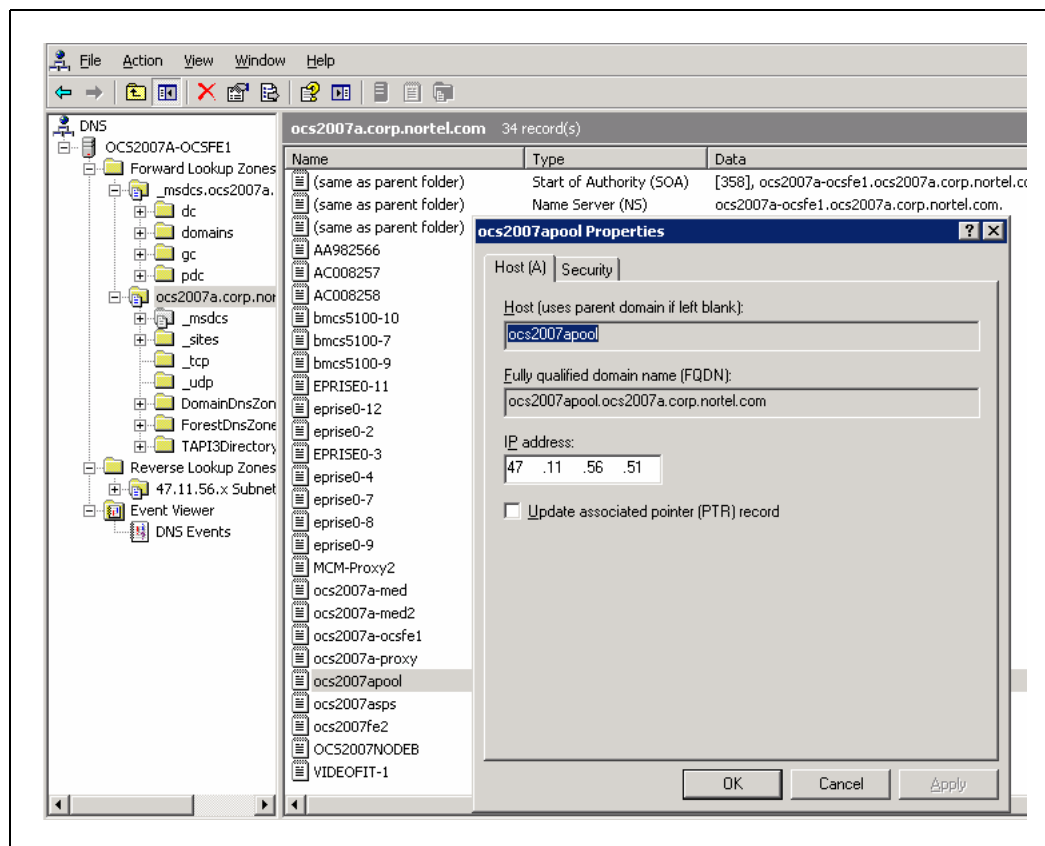 File Action View Window Help
DNS
OCS2007A-OCSFE1
Forward Lookup Zones
_msdcs.ocs2007a.
dc
domains
gc
pdc
ocs2007a.corp.nor
_msdcs
_sites
_tcp
_udp
DomainDnsZon
ForestDnsZone
TAPI3Directory
Reverse Lookup Zones
47.11.56.x Subnet
Event Viewer
DNS Events
ocs2007a.corp.nortel.com 34 record(s)
Name Type Data
(same as parent folder) Start of Authority (SOA) [358], ocs2007a-ocsfe1.ocs2007a.corp.nortel.co
(same as parent folder) Name Server (NS) ocs2007a-ocsfe1.ocs2007a.corp.nortel.com.
(same as parent folder)
AA982566
AC008257
AC008258
bmcs5100-10
bmcs5100-7
bmcs5100-9
EPRISE0-11
eprise0-12
eprise0-2
EPRISE0-3
eprise0-4
eprise0-7
eprise0-8
eprise0-9
MCM-Proxy2
ocs2007a-med
ocs2007a-med2
ocs2007a-ocsfe1
ocs2007a-proxy
ocs2007apool
ocs2007asps
ocs2007fe2
OCS2007NODEB
VIDEOFIT-1
ocs2007apool Properties
Host (A) Security
Host (uses parent domain if left blank):
ocs2007apool
Fully qualified domain name (FQDN):
ocs2007apool.ocs2007a.corp.nortel.com
IP address:
47 .11 .56 .51
Update associated pointer (PTR) record
OK Cancel Apply